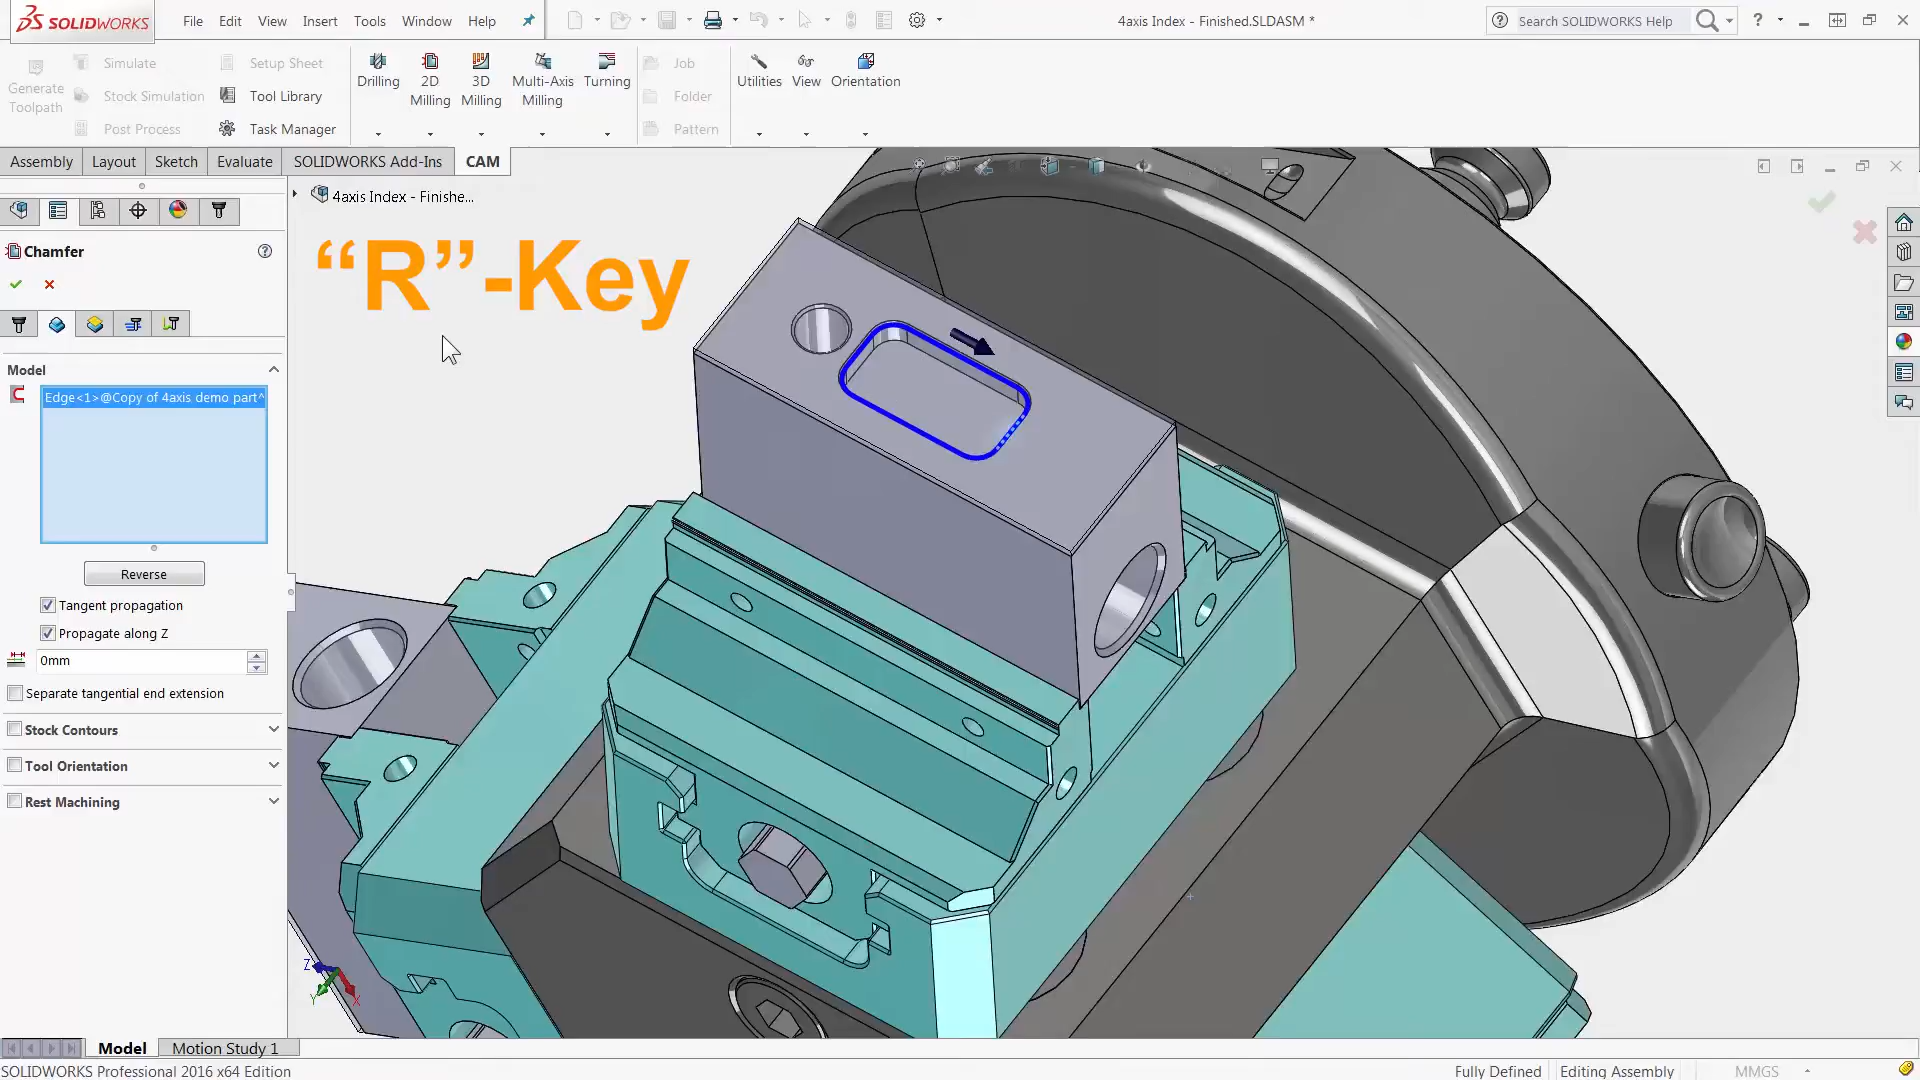 SOLIDWORKS
File Edit View Insert Tools Window Help
4axis Index - Finished.SLDASM *
Search SOLIDWORKS Help
Generate Toolpath
Simulate
Stock Simulation
Post Process
Setup Sheet
Tool Library
Task Manager
Drilling
2D Milling
3D Milling
Multi-Axis Milling
Turning
Job
Folder
Pattern
Utilities
View
Orientation
Assembly Layout Sketch Evaluate SOLIDWORKS Add-Ins CAM
4axis Index - Finishe...
Chamfer
“R”-Key
Model
Edge<1>@Copy of 4axis demo part^
Reverse
Tangent propagation
Propagate along Z
0mm
Separate tangential end extension
Stock Contours
Tool Orientation
Rest Machining
Z
Y
X
Model Motion Study 1
SOLIDWORKS Professional 2016 x64 Edition
Fully Defined Editing Assembly MMGS